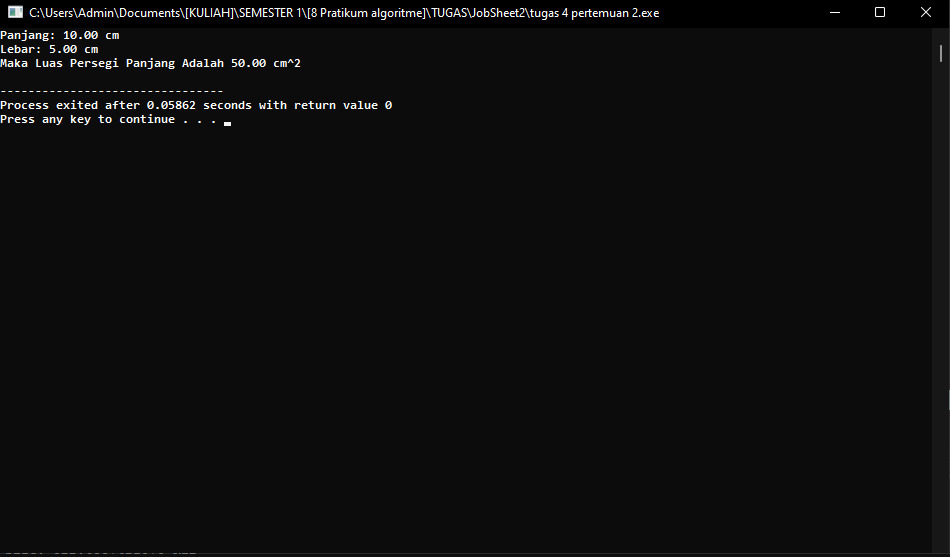 C:\Users\Admin\Documents\[KULIAH]\SEMESTER 1\[8 Pratikum algoritme]\TUGAS\JobSheet2\tugas 4 pertemuan 2.exe
Panjang: 10.00 cm
Lebar: 5.00 cm
Maka Luas Persegi Panjang Adalah 50.00 cm^2
--------------------------------
Process exited after 0.05862 seconds with return value 0
Press any key to continue . . .